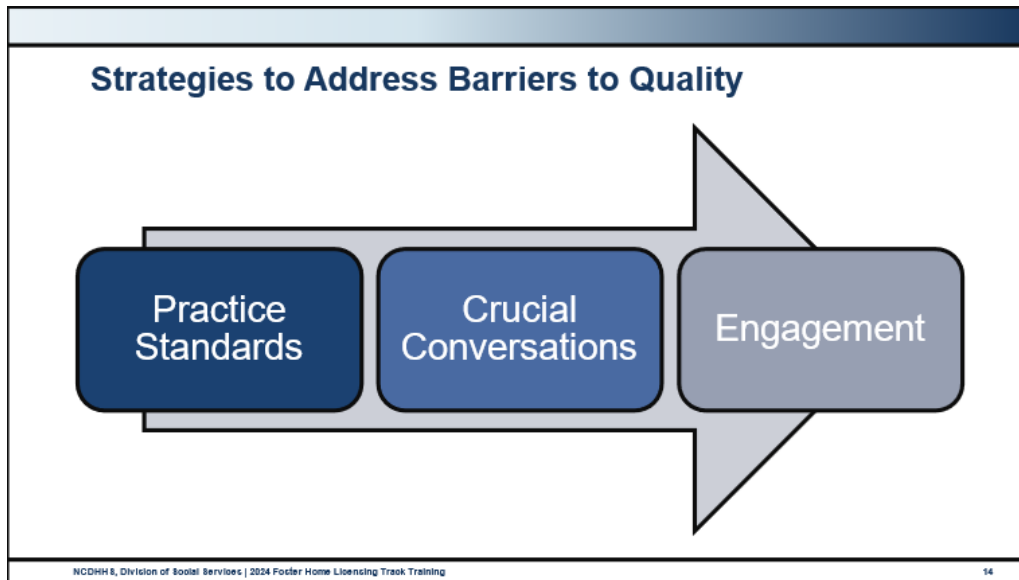 Strategies to Address Barriers to Quality
Practice
Standards
Crucial
Conversations
Engagement
NCDHHS, Division of Social Services | 2024 Foster Home Licensing Track Training
14